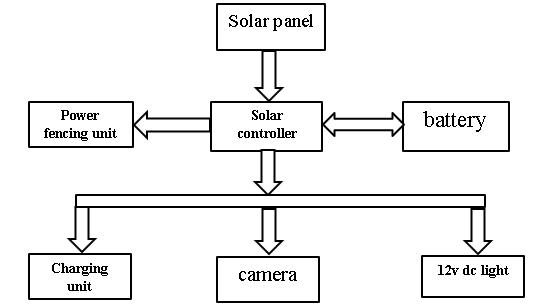 Solar panel
Power
fencing unit
Solar
controller
battery
Charging
unit
camera
12v dc light